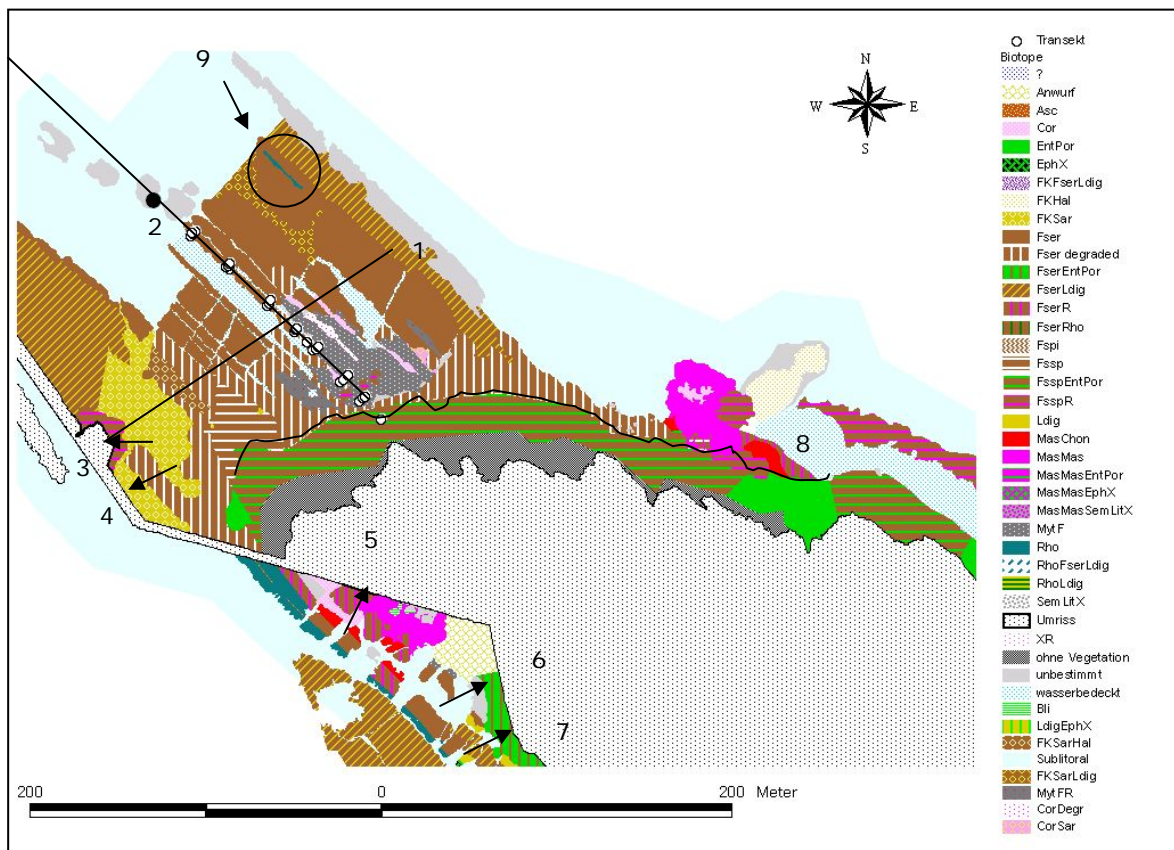 9
N
W
E
S
2
1
3
4
8
5
6
7
200
0
200
Meter
Transekt
Biotope
?
Anwurf
Asc
Cor
EntPor
EphX
FKFserLdig
FKHal
FKSar
Fser
Fser degraded
FserEntPor
FserLdig
FserR
FserRho
Fspi
Fssp
FsspEntPor
FsspR
Ldig
MasChon
MasMas
MasMasEntPor
MasMasEphX
MasMasSemLitX
MytF
Rho
RhoFserLdig
RhoLdig
Sem LitX
Umriss
XR
ohne Vegetation
unbestimmt
wasserbedeckt
Bli
LdigEphX
FKSarHal
Sublitoral
FKSarLdig
MytFR
CorDegr
CorSar